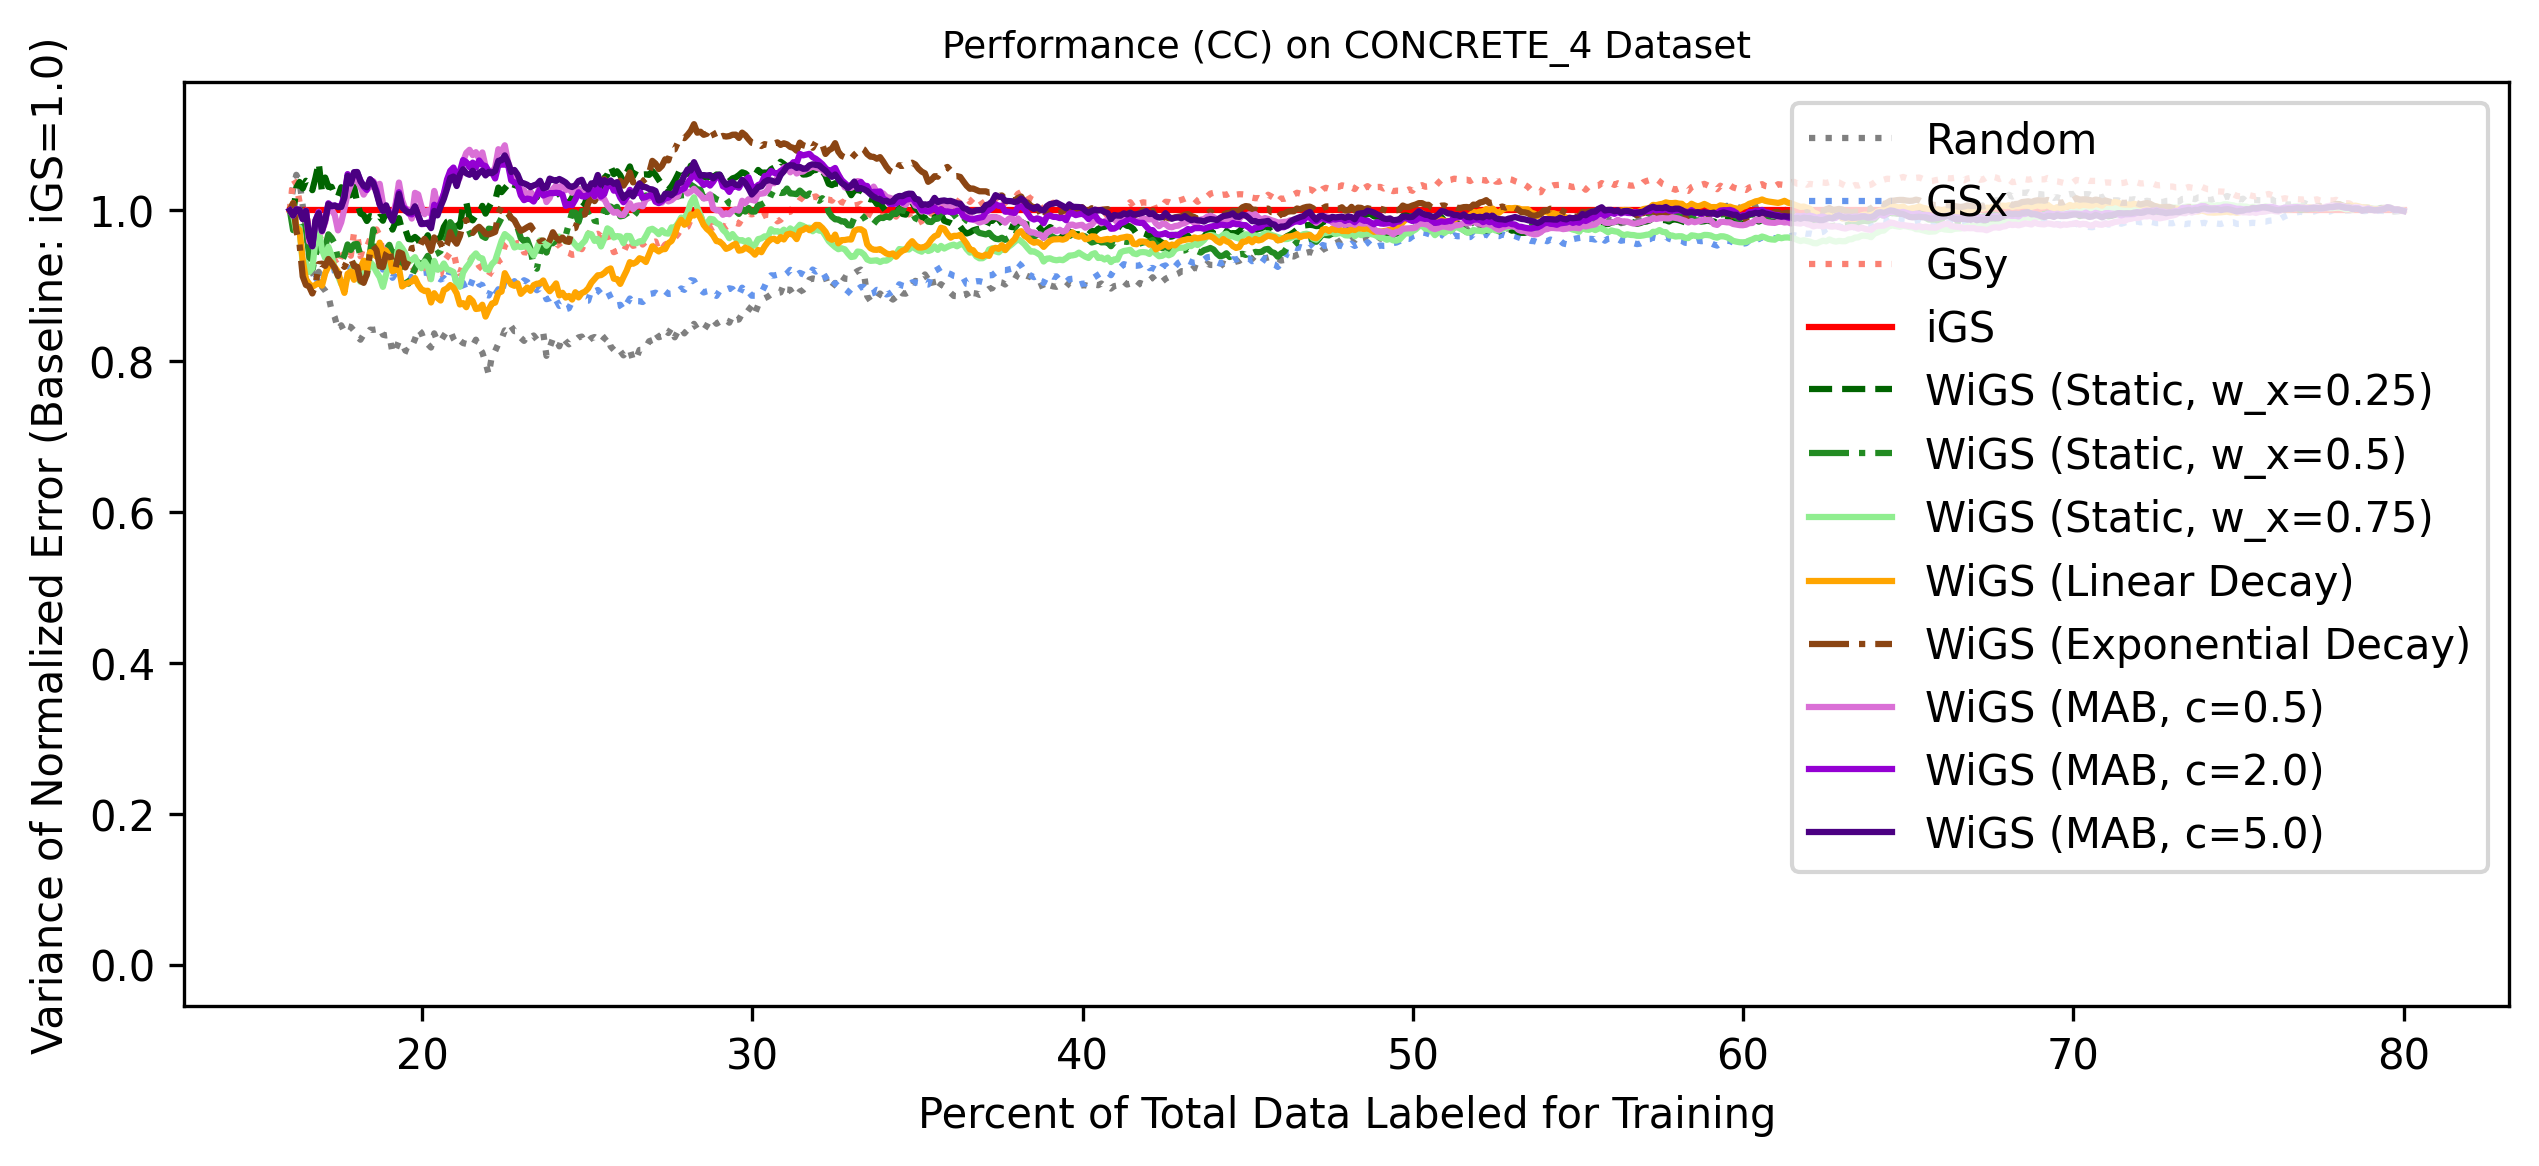 Performance (CC) on CONCRETE_4 Dataset
Variance of Normalized Error (Baseline: iGS=1.0)
1.0
0.8
0.6
0.4
0.2
0.0
Random
GSx
GSy
iGS
WiGS (Static, w_x=0.25)
WiGS (Static, w_x=0.5)
WiGS (Static, w_x=0.75)
WiGS (Linear Decay)
WiGS (Exponential Decay)
WiGS (MAB, c=0.5)
WiGS (MAB, c=2.0)
WiGS (MAB, c=5.0)
20 30 40 50 60 70 80
Percent of Total Data Labeled for Training